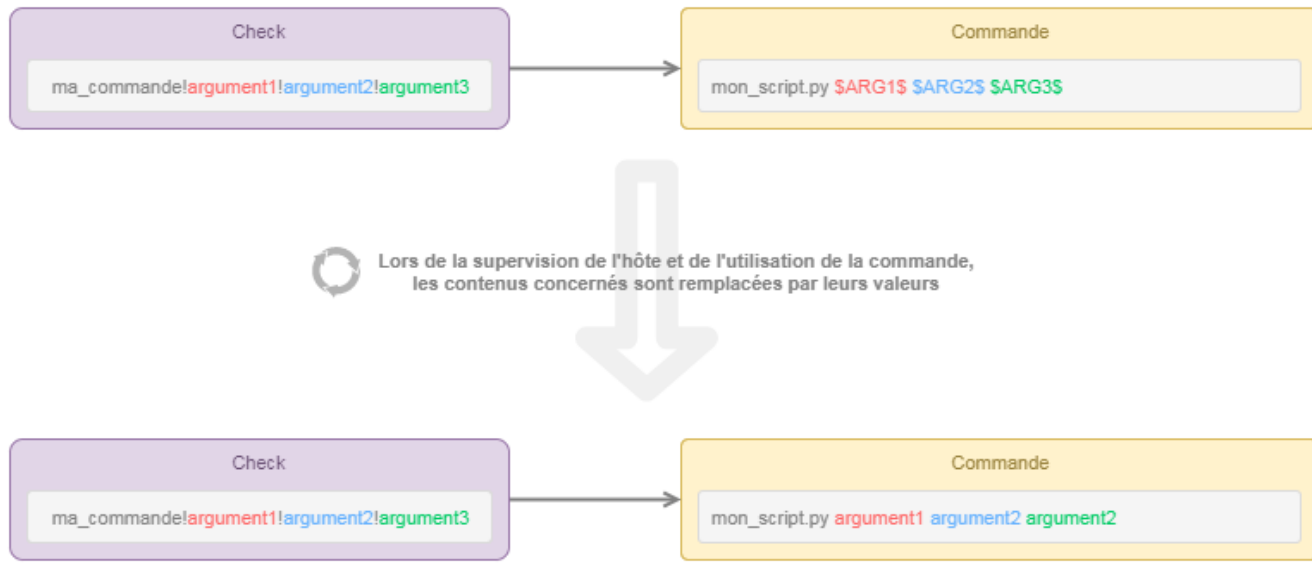 Check
Commande
ma_commande!argument1!argument2!argument3
mon_script.py $ARG1$ $ARG2$ $ARG3$
Lors de la supervision de l'hôte et de l'utilisation de la commande,
les contenus concernés sont remplacées par leurs valeurs
Check
Commande
ma_commande!argument1!argument2!argument3
mon_script.py argument1 argument2 argument2